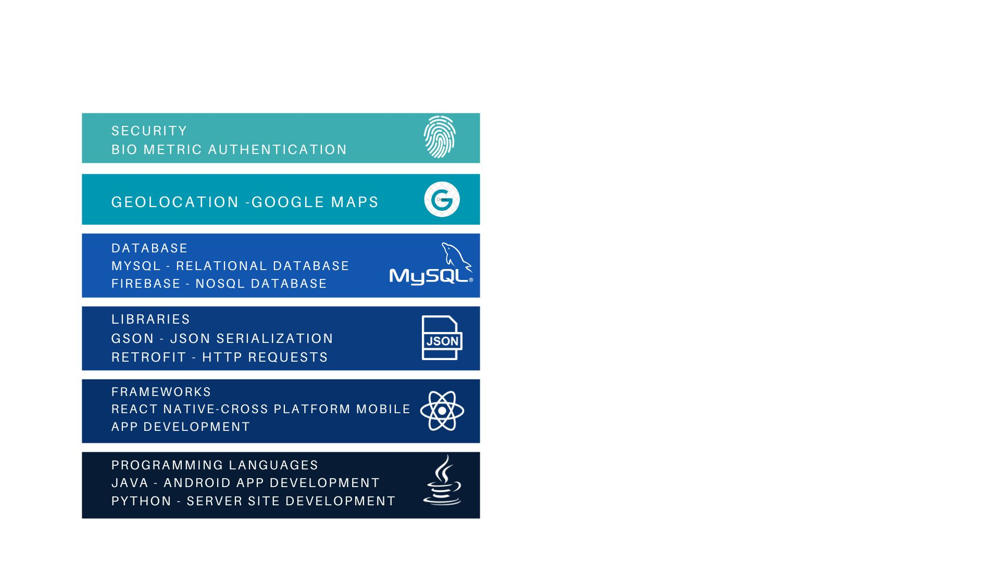 SECURITY
BIO METRIC AUTHENTICATION
GEOLOCATION -GOOGLE MAPS
G
DATABASE
MYSQL - RELATIONAL DATABASE
FIREBASE - NOSQL DATABASE
MySQL®
LIBRARIES
GSON - JSON SERIALIZATION
RETROFIT - HTTP REQUESTS
JSON
FRAMEWORKS
REACT NATIVE-CROSS PLATFORM MOBILE
APP DEVELOPMENT
PROGRAMMING LANGUAGES
JAVA - ANDROID APP DEVELOPMENT
PYTHON - SERVER SITE DEVELOPMENT